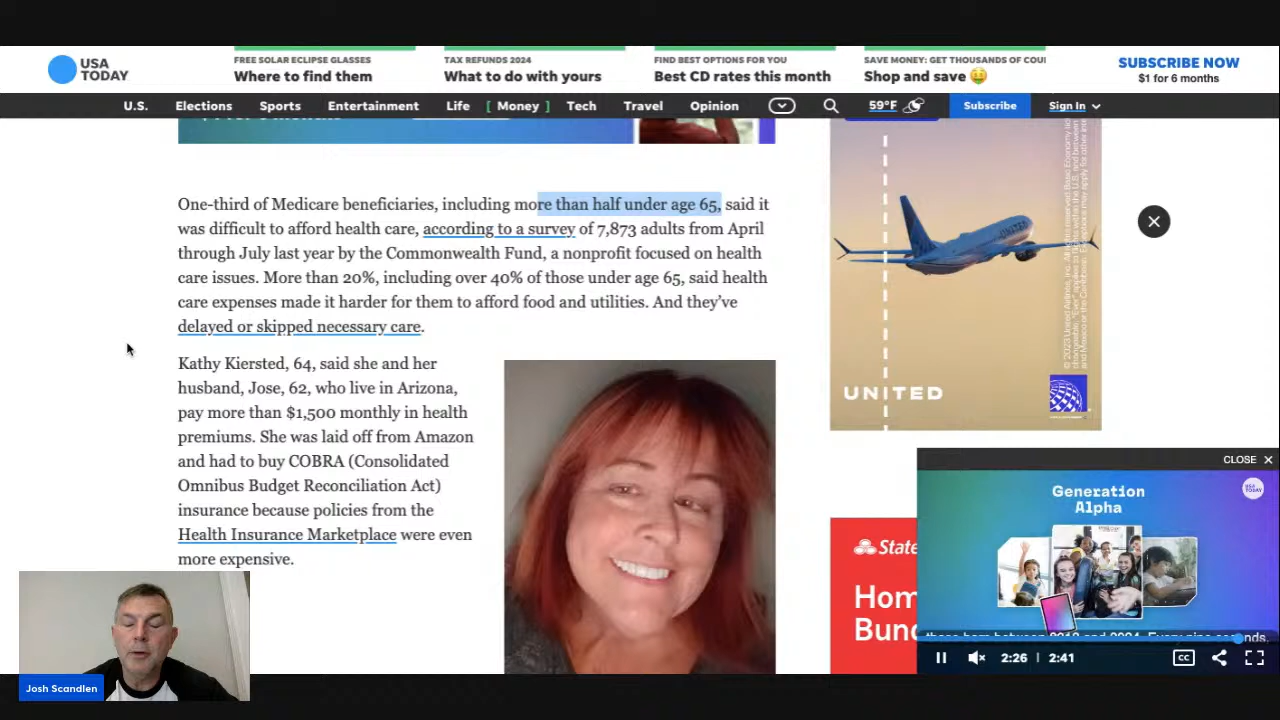 USA
TODAY
FREE SOLAR ECLIPSE GLASSES
Where to find them
TAX REFUNDS 2024
What to do with yours
FIND BEST OPTIONS FOR YOU
Best CD rates this month
SAVE MONEY: GET THOUSANDS OF COU
Shop and save 🤑
SUBSCRIBE NOW
$1 for 6 months
U.S. Elections Sports Entertainment Life [ Money ] Tech Travel Opinion 59°F Subscribe Sign In
One-third of Medicare beneficiaries, including more than half under age 65, said it
was difficult to afford health care, according to a survey of 7,873 adults from April
through July last year by the Commonwealth Fund, a nonprofit focused on health
care issues. More than 20%, including over 40% of those under age 65, said health
care expenses made it harder for them to afford food and utilities. And they’ve
delayed or skipped necessary care.
Kathy Kiersted, 64, said she and her
husband, Jose, 62, who live in Arizona,
pay more than $1,500 monthly in health
premiums. She was laid off from Amazon
and had to buy COBRA (Consolidated
Omnibus Budget Reconciliation Act)
insurance because policies from the
Health Insurance Marketplace were even
more expensive.
UNITED
UNITED
State
Hom
Bund
CLOSE ✕
Generation
Alpha
USA
TODAY
2:26 | 2:41
CC
Josh Scandlen